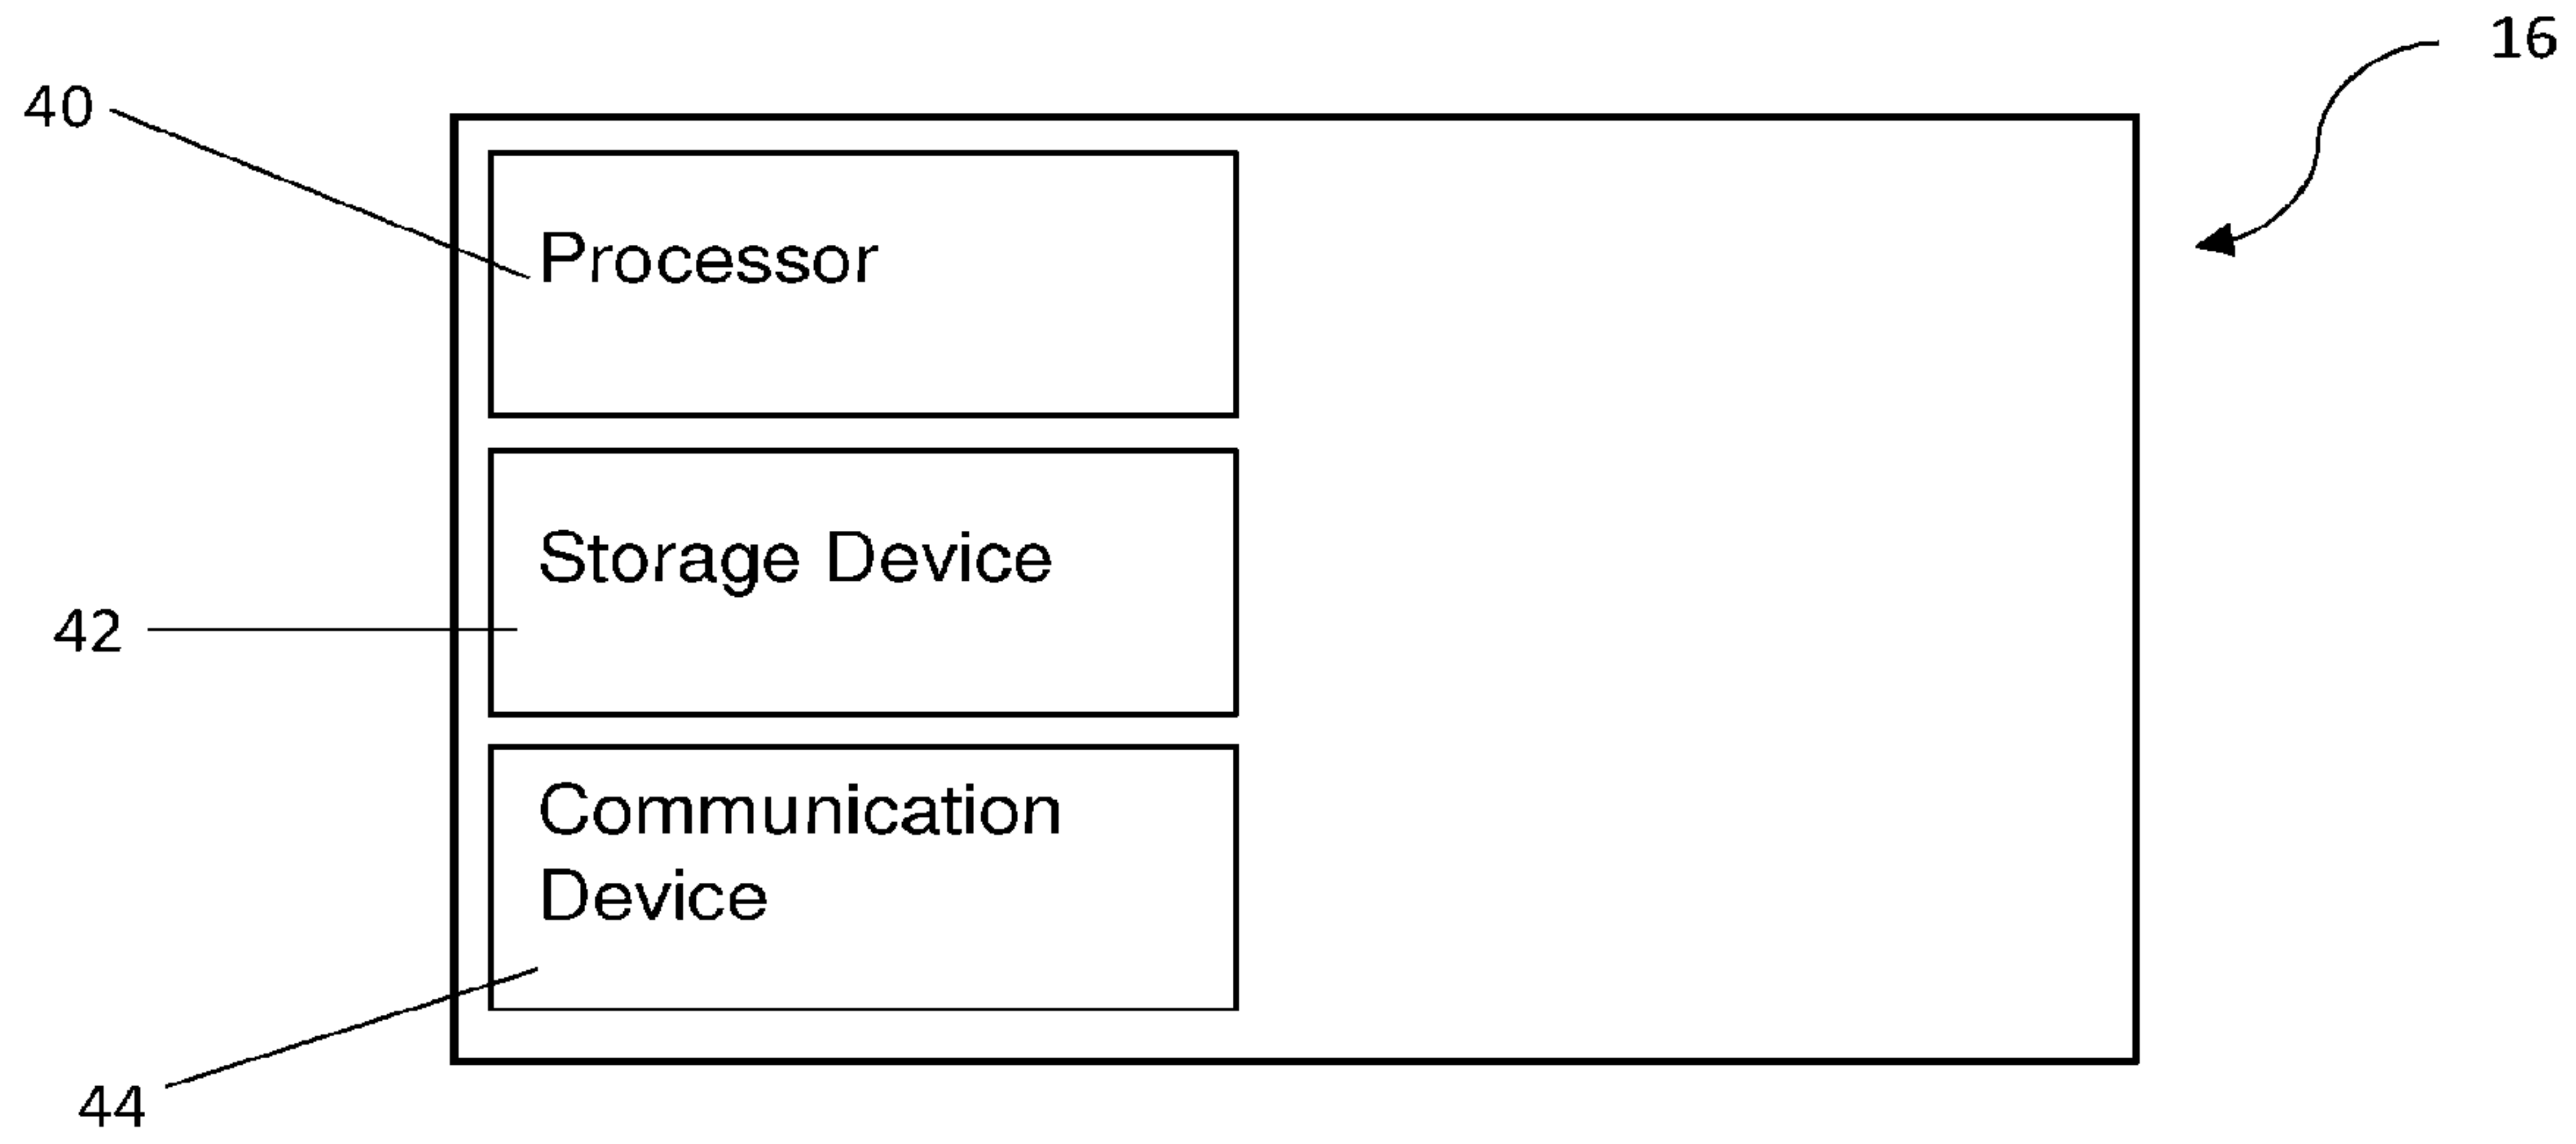 16
40
Processor
Storage Device
42
Communication
Device
44